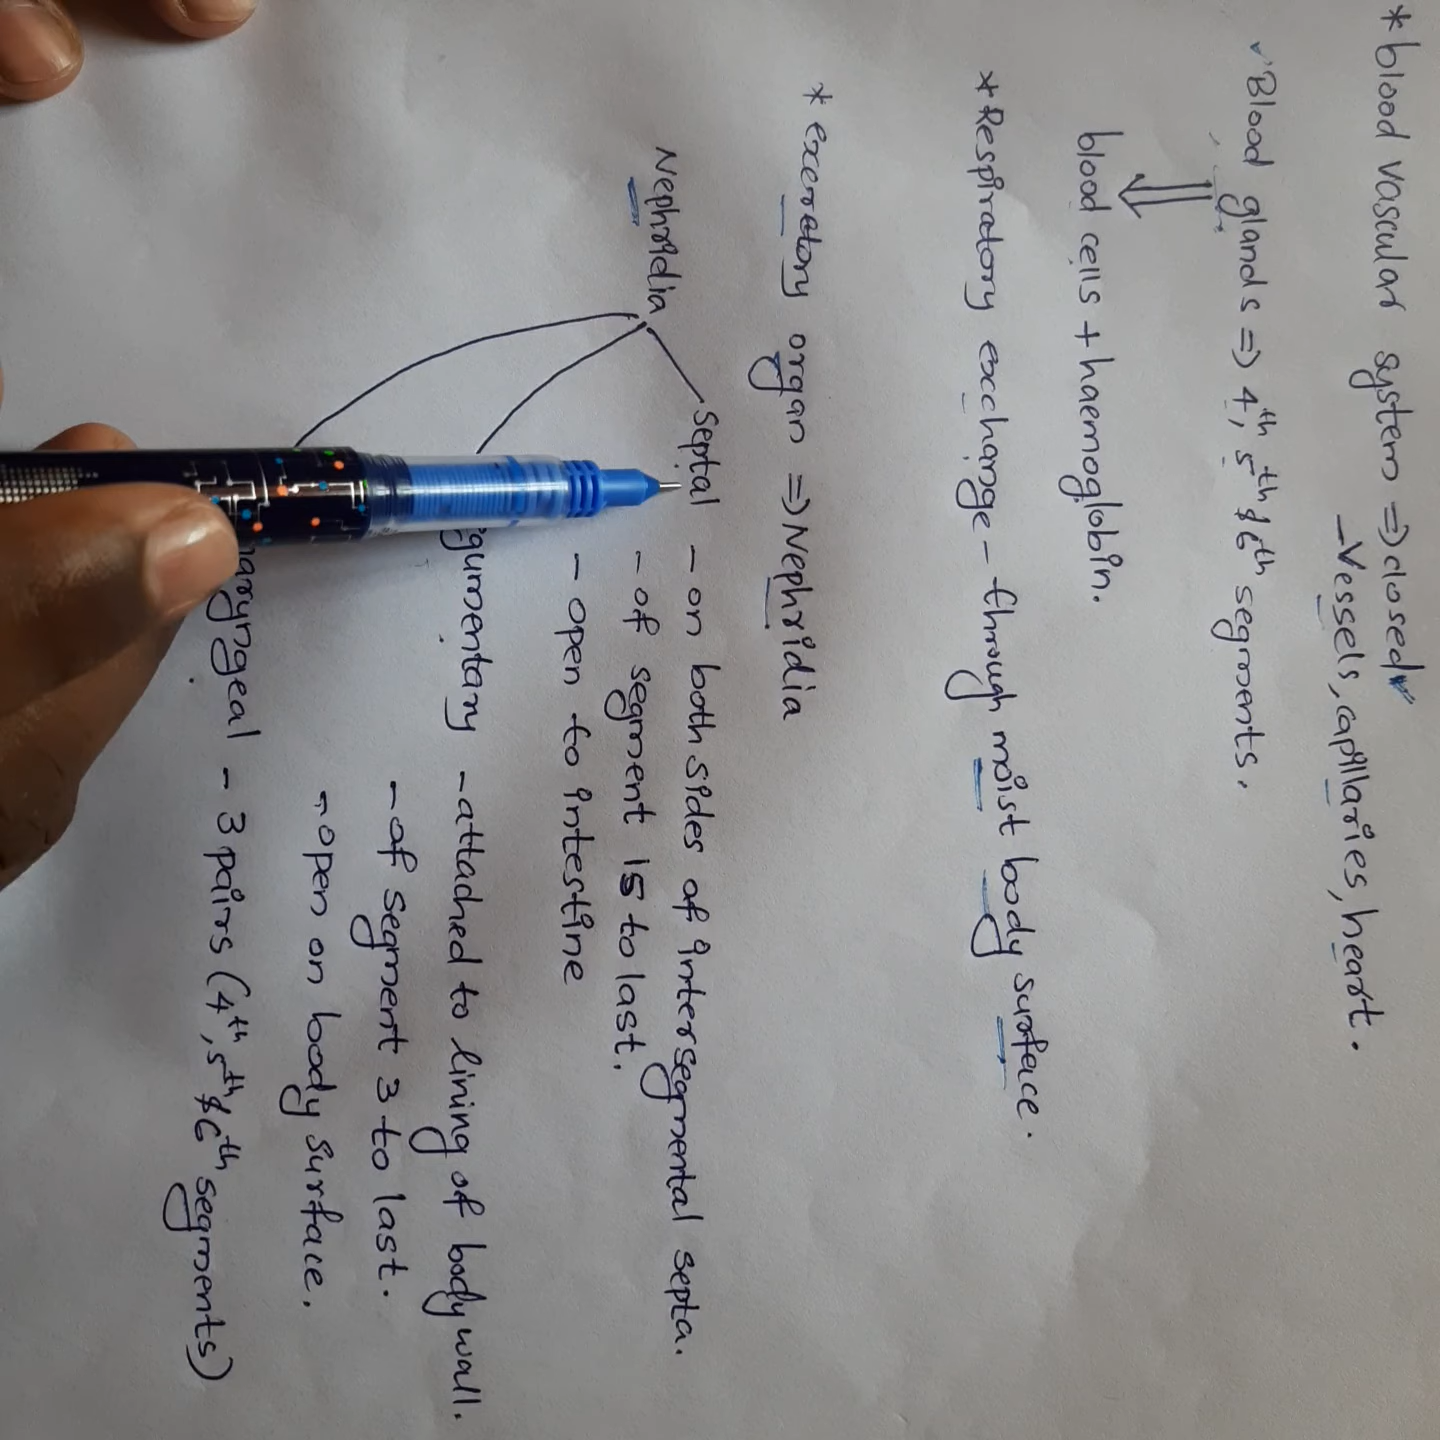 *blood vascular system ⇒ closed✓
- Vessels, capillaries, heart.
✓Blood glands ⇒ 4th, 5th & 6th segments.
⇓
blood cells + haemoglobin.
*Respiratory exchange - through moist body surface.
* excretory organ ⇒ Nephridia
Nephridia
Septal - on both sides of intersegmental septa.
- of segment 15 to last.
- open to intestine
gumentary - attached to lining of body wall.
- of segment 3 to last.
- open on body surface.
haryngeal - 3 pairs (4th, 5th & 6th segments)